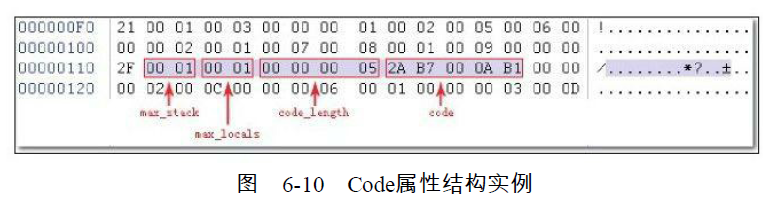 000000F0 21 00 01 00 03 00 00 00 01 00 02 00 05 00 06 00 !...............
00000100 00 00 02 00 01 00 07 00 08 00 01 00 09 00 00 00 ................
00000110 2F 00 01 00 01 00 00 00 05 2A B7 00 0A B1 00 00 /........*?..±..
00000120 00 02 00 0C 00 00 00 06 00 01 00 00 00 03 00 0D ................
max_stack code_length code
max_locals
图 6-10 Code属性结构实例